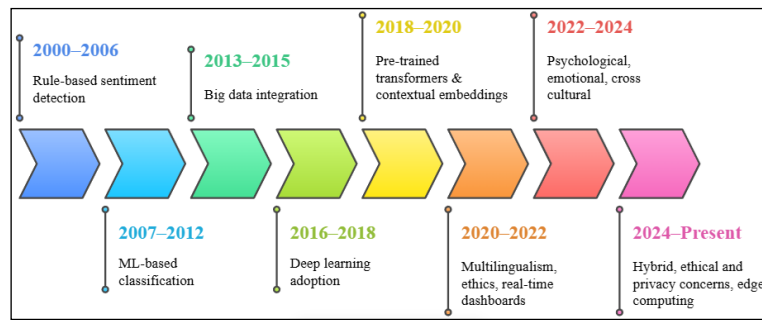 2000–2006
Rule-based sentiment
detection
2007–2012
ML-based
classification
2013–2015
Big data integration
2016–2018
Deep learning
adoption
2018–2020
Pre-trained
transformers &
contextual embeddings
2020–2022
Multilingualism,
ethics, real-time
dashboards
2022–2024
Psychological,
emotional, cross
cultural
2024–Present
Hybrid, ethical and
privacy concerns, edge
computing